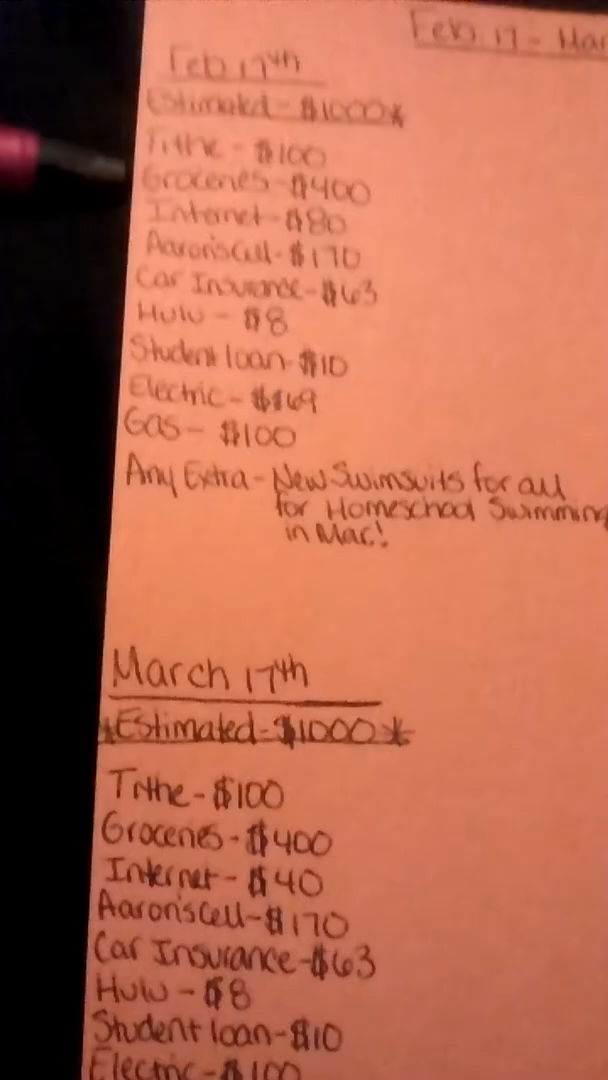 Feb. 17 - Mar
Feb 17th
Estimated - $1000*
Tithe - $100
Groceries - $400
Internet - $80
Aaron's Cell - $170
Car Insurance - $63
Hulu - $8
Student loan - $10
Electric - $169
Gas - $100
Any Extra - New Swimsuits for all
for Homeschool Swimming
in Mar!
March 17th
*Estimated - $1000*
Tithe - $100
Groceries - $400
Internet - $40
Aaron's Cell - $170
Car Insurance - $63
Hulu - $8
Student loan - $10
Electric - $100